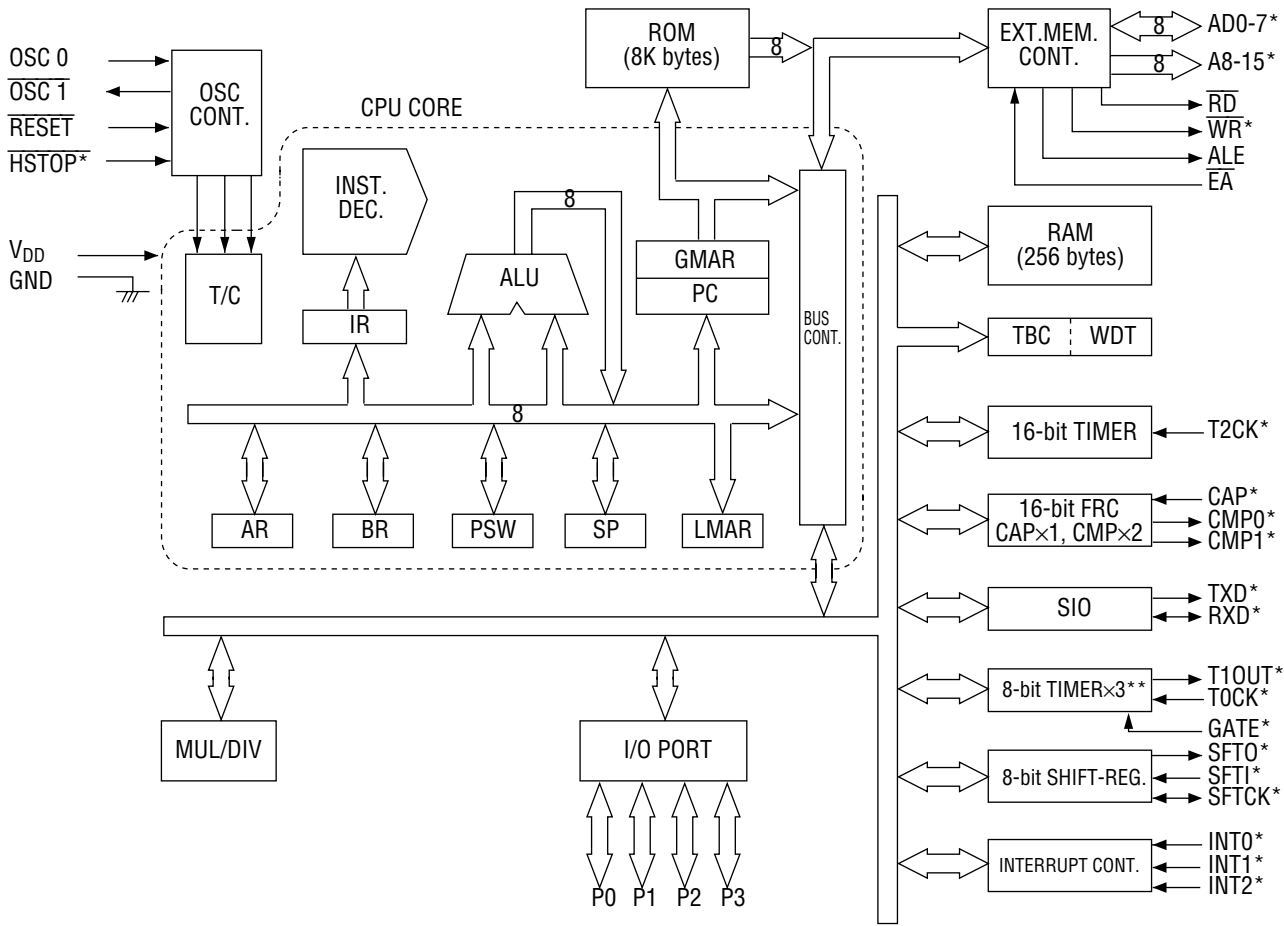 OSC 0
OSC 1
RESET
HSTOP*
VDD
GND
OSC
CONT.
T/C
CPU CORE
INST.
DEC.
IR
ALU
8
GMAR
PC
BUS
CONT.
8
AR
BR
PSW
SP
LMAR
ROM
(8K bytes)
8
EXT.MEM.
CONT.
8
AD0-7*
8
A8-15*
RD
WR*
ALE
EA
RAM
(256 bytes)
TBC
WDT
16-bit TIMER
T2CK*
16-bit FRC
CAP×1, CMP×2
CAP*
CMP0*
CMP1*
SIO
TXD*
RXD*
8-bit TIMER×3**
T1OUT*
T0CK*
GATE*
8-bit SHIFT-REG.
SFTO*
SFTI*
SFTCK*
INTERRUPT CONT.
INT0*
INT1*
INT2*
MUL/DIV
I/O PORT
P0 P1 P2 P3